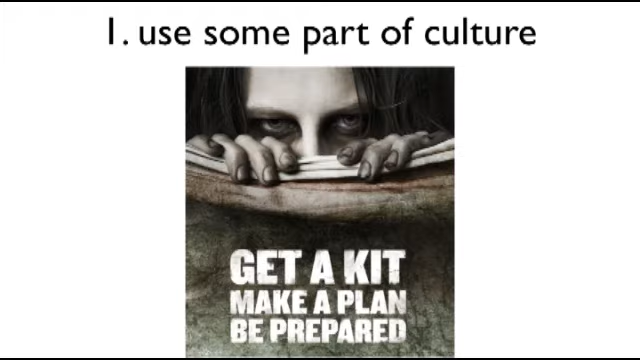 1. use some part of culture
GET A KIT
MAKE A PLAN
BE PREPARED